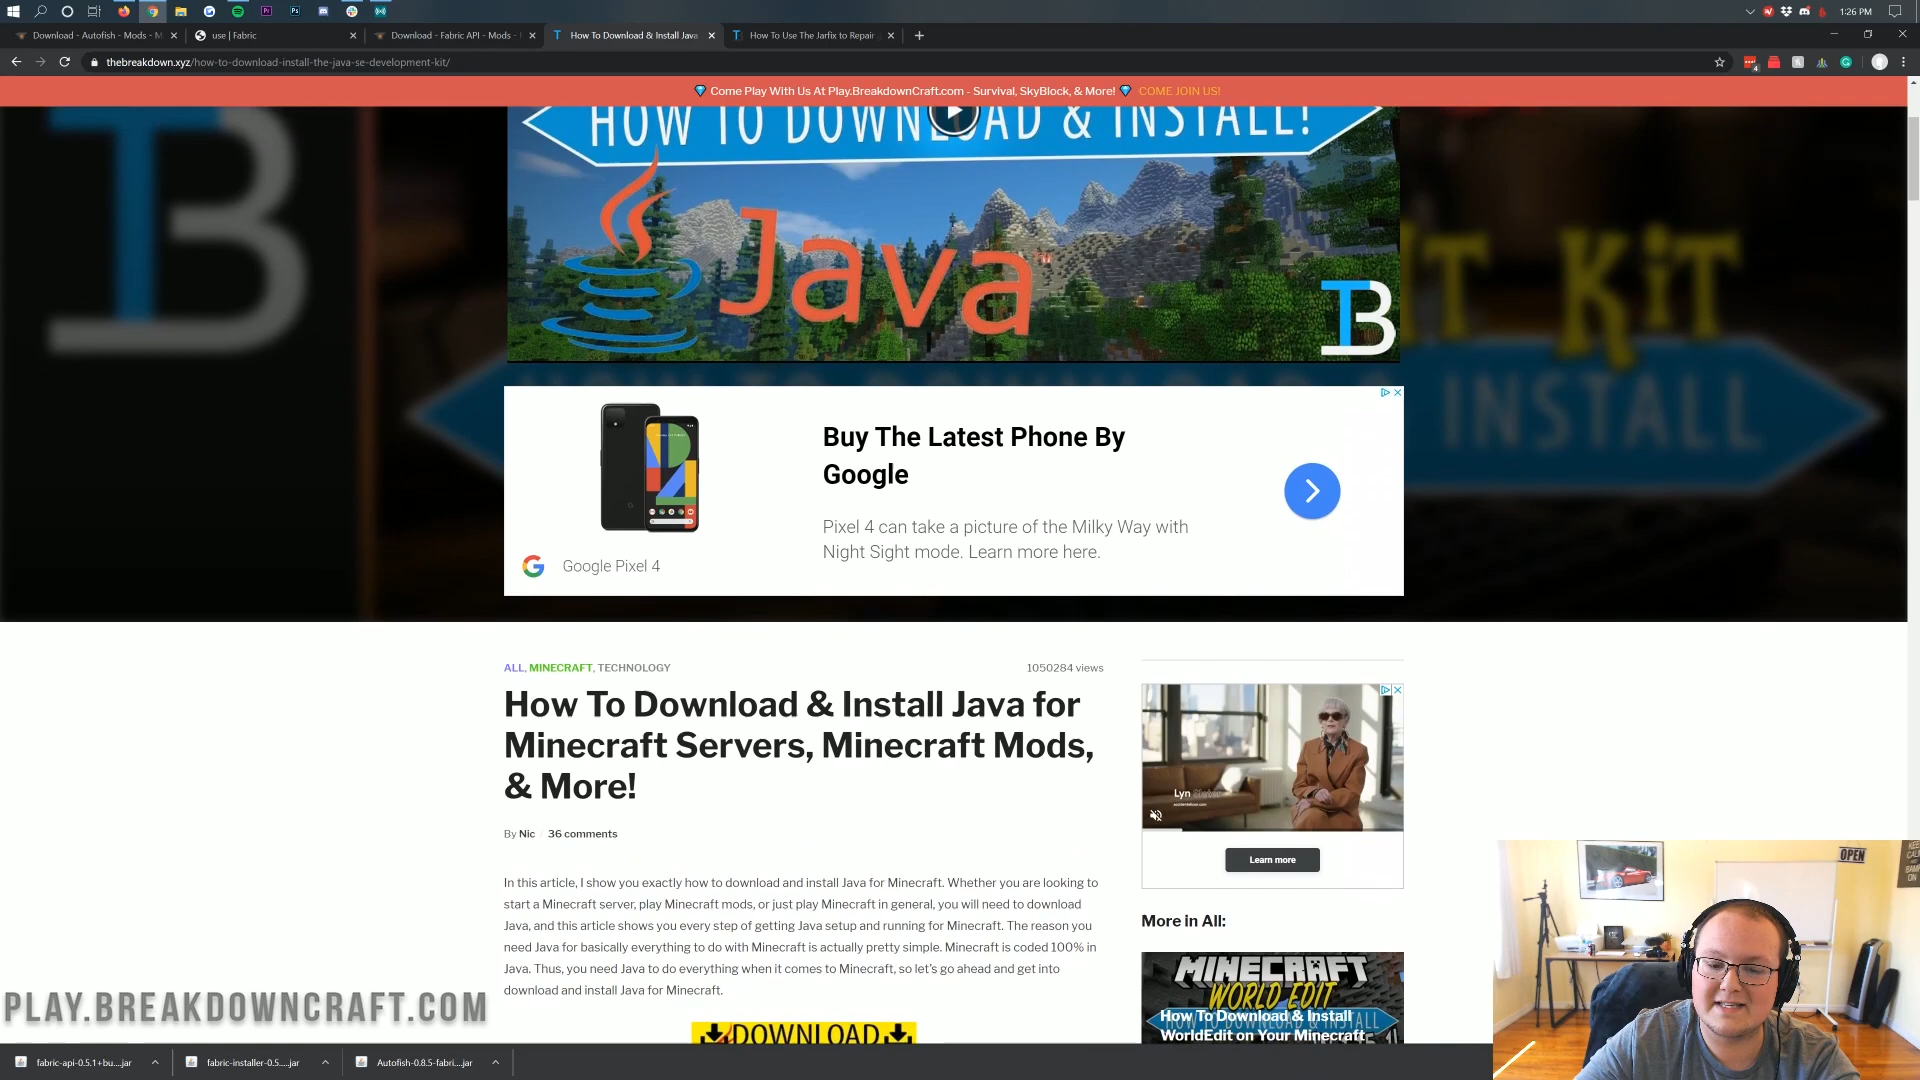 1:26 PM
Download - Autofish - Mods - M
use | Fabric
Download - Fabric API - Mods -
How To Download & Install Java
How To Use The Jarfix to Repair
thebreakdown.xyz/how-to-download-install-the-java-se-development-kit/
4
Come Play With Us At Play.BreakdownCraft.com - Survival, SkyBlock, & More! COME JOIN US!
HOW TO DOWNLOAD & INSTALL!
Java
TB
KiT
INSTALL
Buy The Latest Phone By
Google
Pixel 4 can take a picture of the Milky Way with
Night Sight mode. Learn more here.
Google Pixel 4
ALL, MINECRAFT, TECHNOLOGY
1050284 views
How To Download & Install Java for
Minecraft Servers, Minecraft Mods,
& More!
By Nic / 36 comments
In this article, I show you exactly how to download and install Java for Minecraft. Whether you are looking to
start a Minecraft server, play Minecraft mods, or just play Minecraft in general, you will need to download
Java, and this article shows you every step of getting Java setup and running for Minecraft. The reason you
need Java for basically everything to do with Minecraft is actually pretty simple. Minecraft is coded 100% in
Java. Thus, you need Java to do everything when it comes to Minecraft, so let's go ahead and get into
download and install Java for Minecraft.
DOWNLOAD
Lyn
Learn more
More in All:
MINECRAFT
WORLD EDIT
How To Download & Install
WorldEdit on Your Minecraft
OPEN
PLAY.BREAKDOWNCRAFT.COM
fabric-api-0.5.1+bu....jar
fabric-installer-0.5....jar
Autofish-0.8.5-fabri....jar